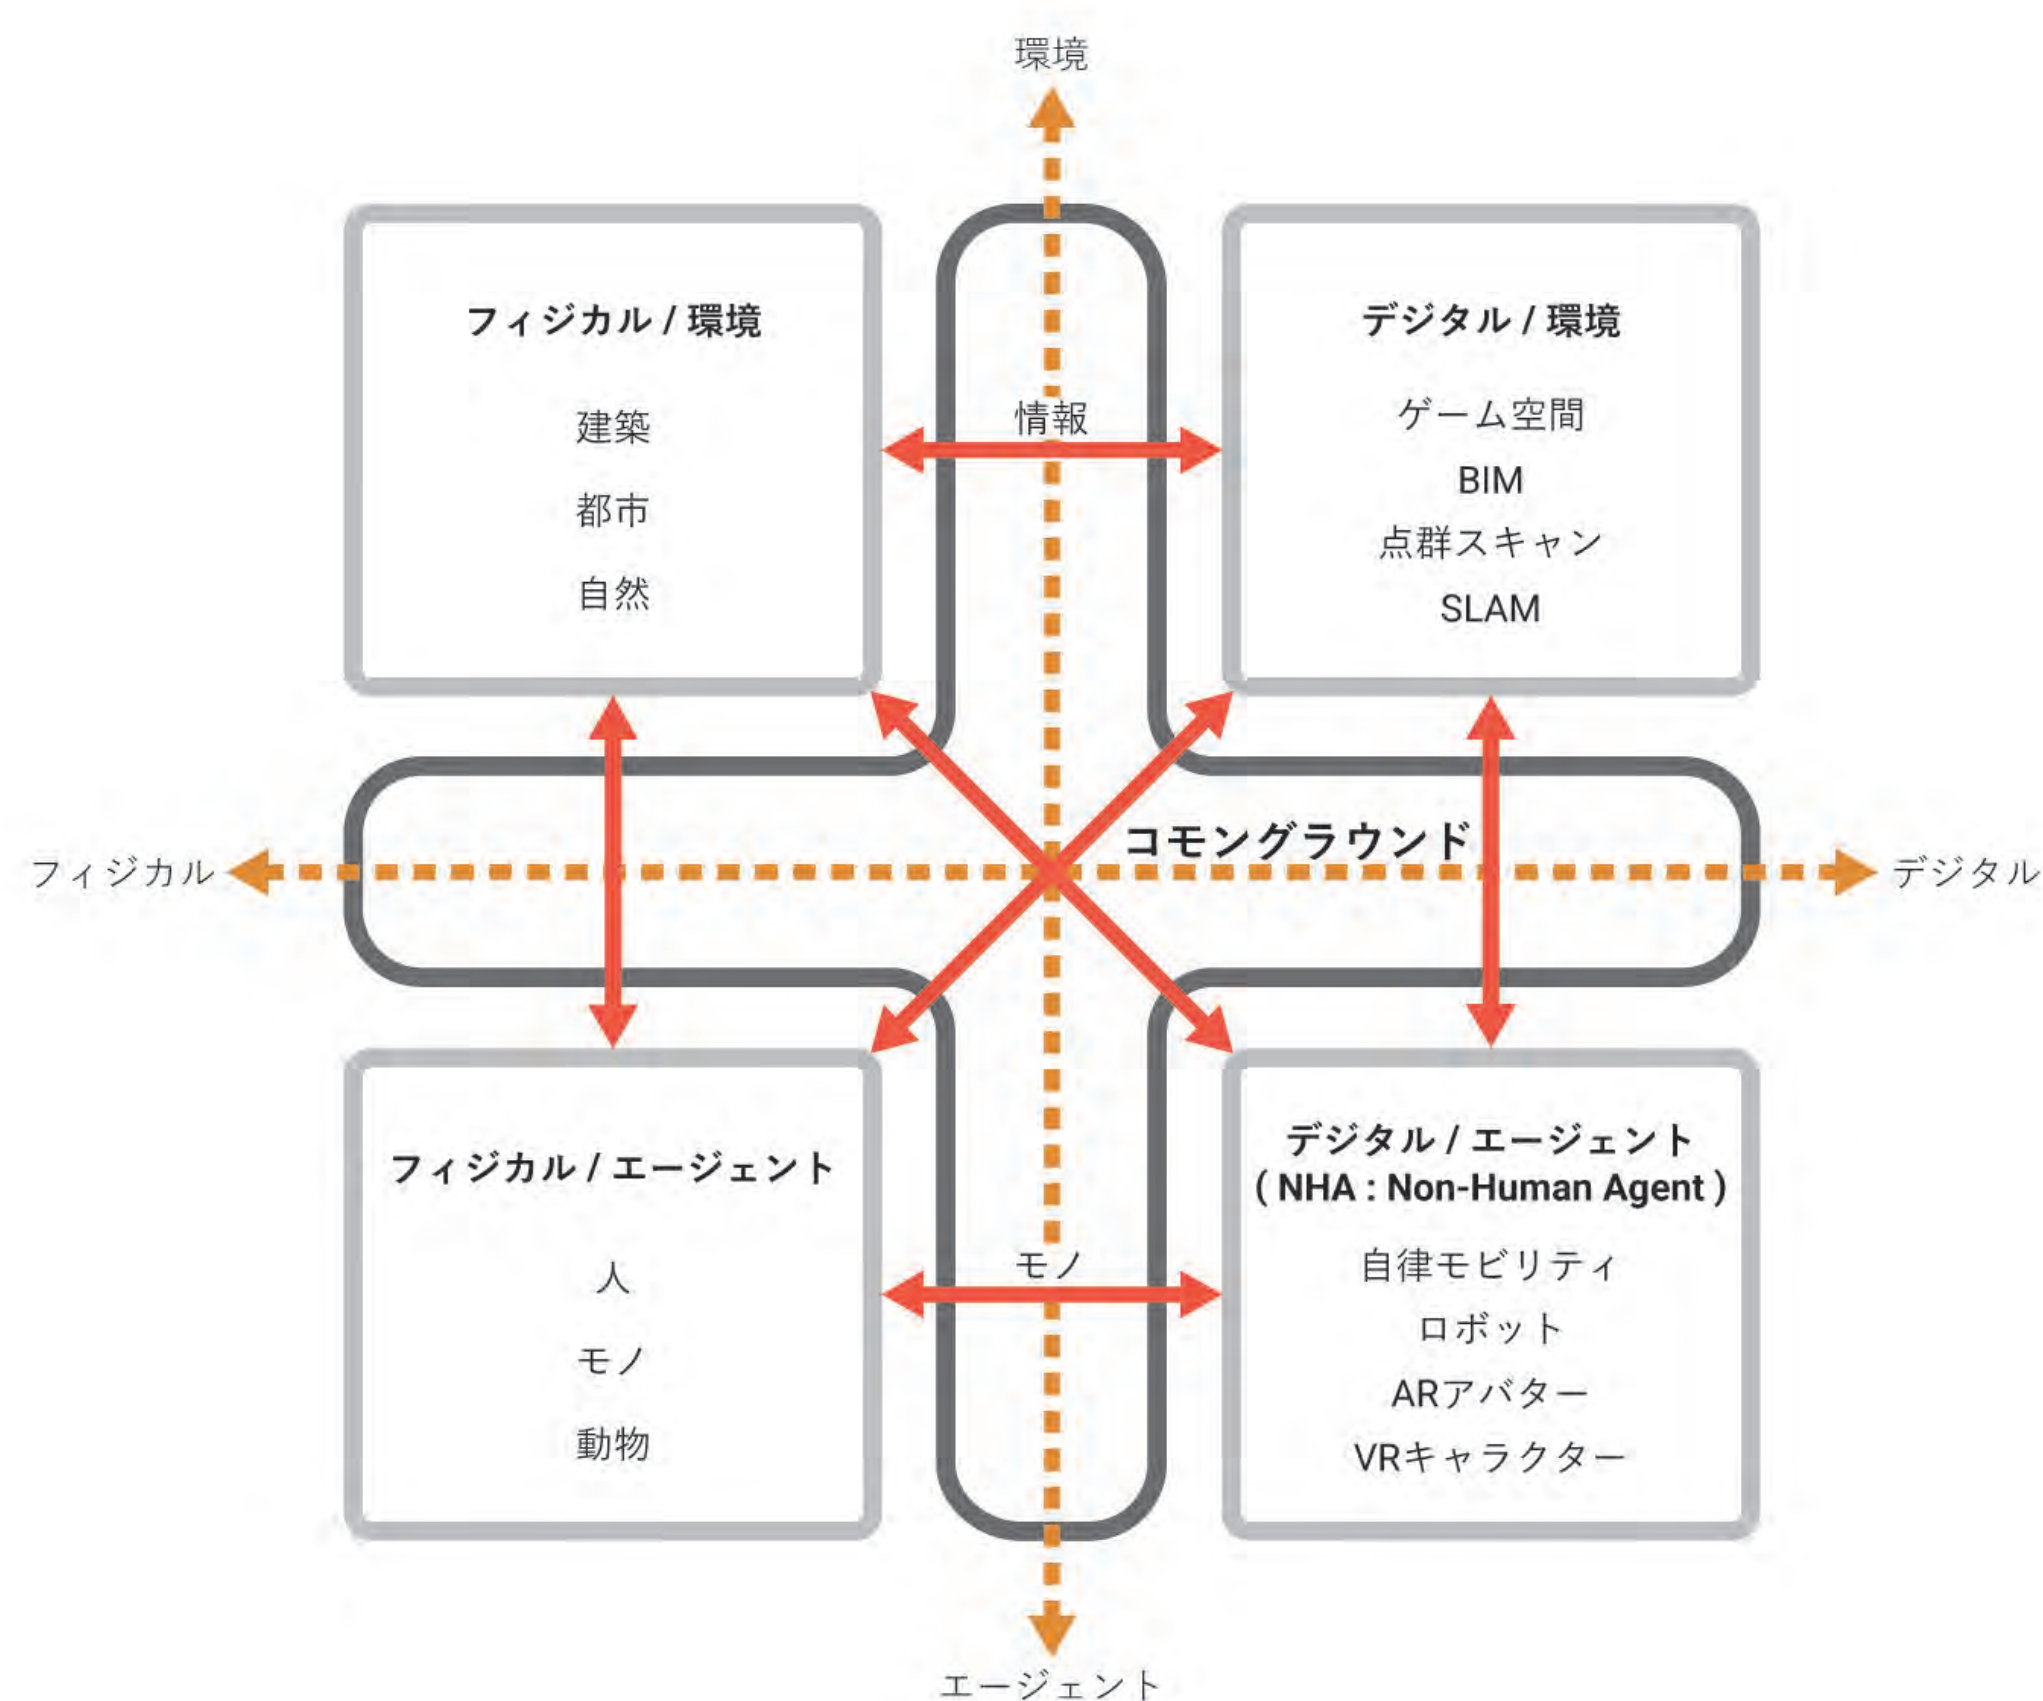 環境
フィジカル / 環境
建築
都市
自然
情報
デジタル / 環境
ゲーム空間
BIM
点群スキャン
SLAM
フィジカル
コモングラウンド
デジタル
フィジカル / エージェント
人
モノ
動物
モノ
デジタル / エージェント
( NHA : Non-Human Agent )
自律モビリティ
ロボット
ARアバター
VRキャラクター
エージェント